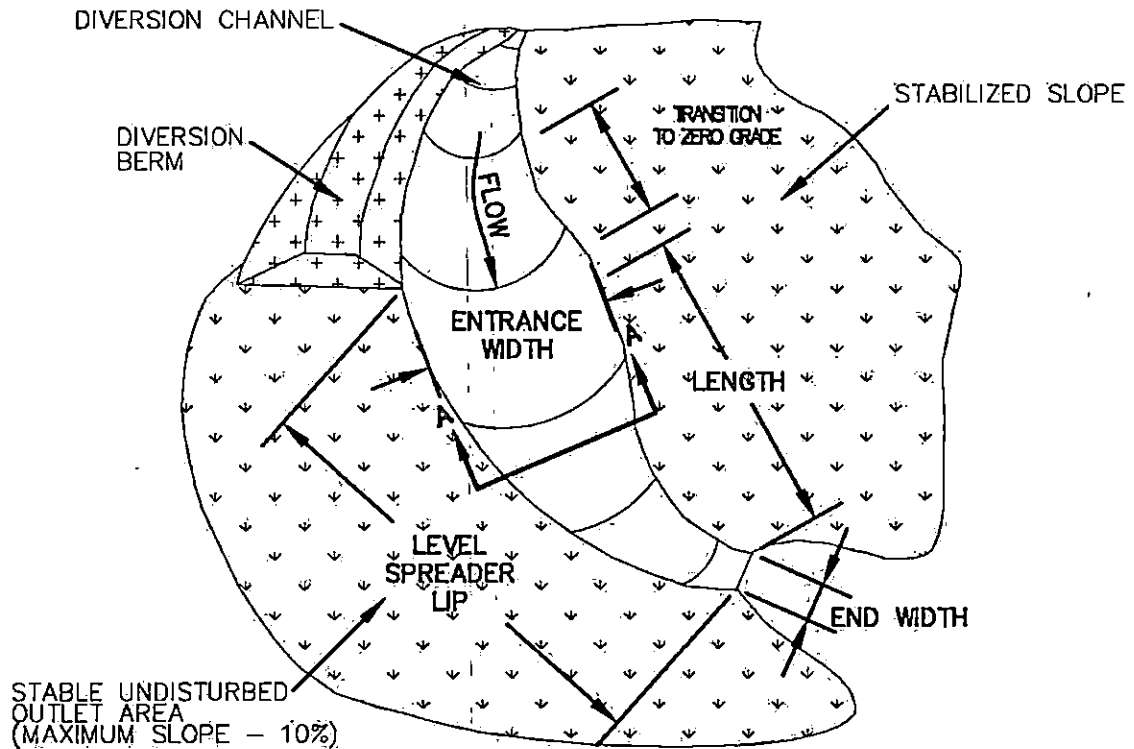 DIVERSION CHANNEL
STABILIZED SLOPE
TRANSITION
TO ZERO GRADE
DIVERSION
BERM
FLOW
ENTRANCE
WIDTH
A
A
LENGTH
LEVEL
SPREADER
LIP
END WIDTH
STABLE UNDISTURBED
OUTLET AREA
(MAXIMUM SLOPE – 10%)